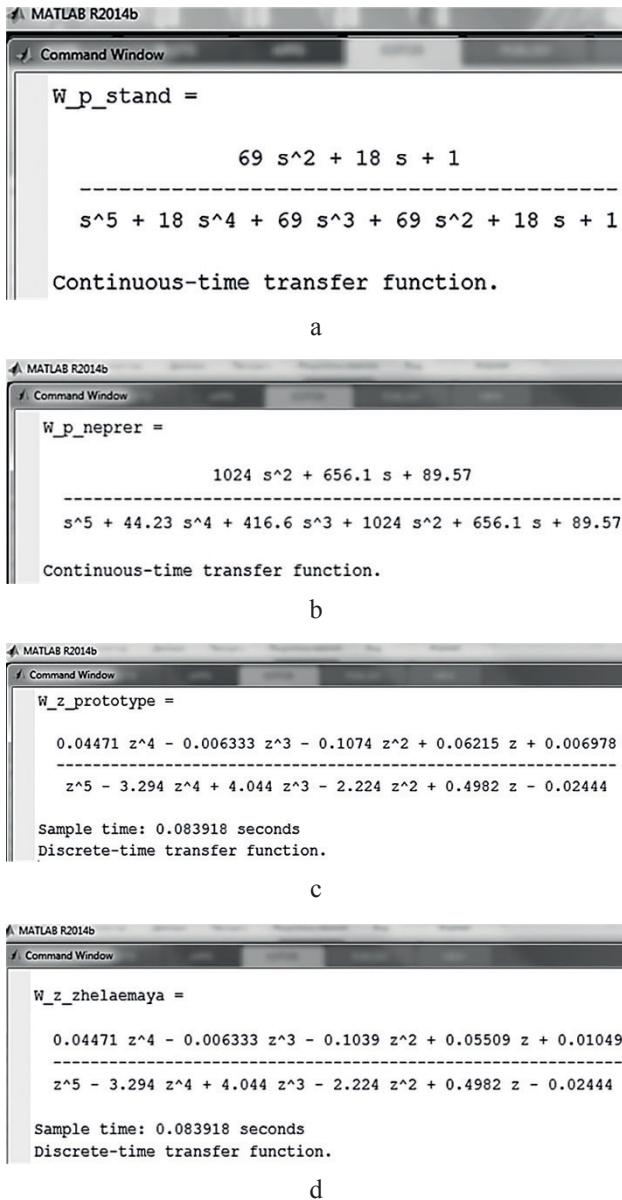 MATLAB R2014b
Command Window
W_p_stand =
69 s^2 + 18 s + 1
-------------------------------------------
s^5 + 18 s^4 + 69 s^3 + 69 s^2 + 18 s + 1
Continuous-time transfer function.
a
MATLAB R2014b
Command Window
W_p_neprer =
1024 s^2 + 656.1 s + 89.57
--------------------------------------------------------
s^5 + 44.23 s^4 + 416.6 s^3 + 1024 s^2 + 656.1 s + 89.57
Continuous-time transfer function.
b
MATLAB R2014b
Command Window
W_z_prototype =
0.04471 z^4 - 0.006333 z^3 - 0.1074 z^2 + 0.06215 z + 0.006978
--------------------------------------------------------------
z^5 - 3.294 z^4 + 4.044 z^3 - 2.224 z^2 + 0.4982 z - 0.02444
Sample time: 0.083918 seconds
Discrete-time transfer function.
c
MATLAB R2014b
Command Window
W_z_zhelaemaya =
0.04471 z^4 - 0.006333 z^3 - 0.1039 z^2 + 0.05509 z + 0.01049
-------------------------------------------------------------
z^5 - 3.294 z^4 + 4.044 z^3 - 2.224 z^2 + 0.4982 z - 0.02444
Sample time: 0.083918 seconds
Discrete-time transfer function.
d